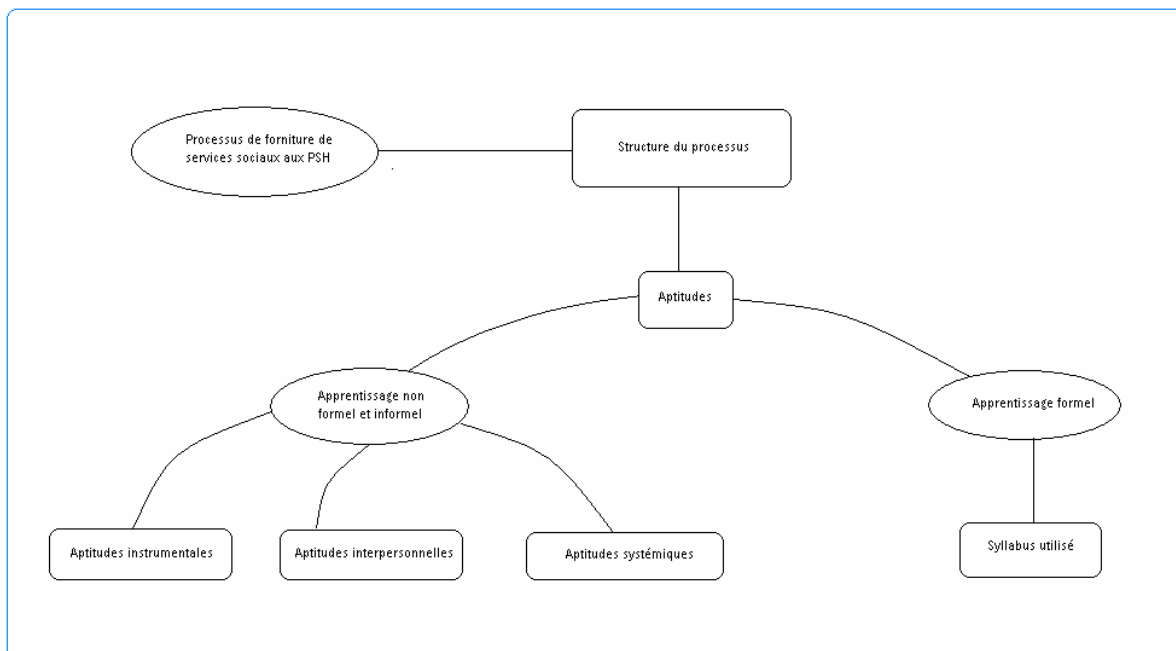 Processus de forniture de
services sociaux aux PSH
Structure du processus
Aptitudes
Apprentissage non
formel et informel
Apprentissage formel
Aptitudes instrumentales
Aptitudes interpersonnelles
Aptitudes systémiques
Syllabus utilisé